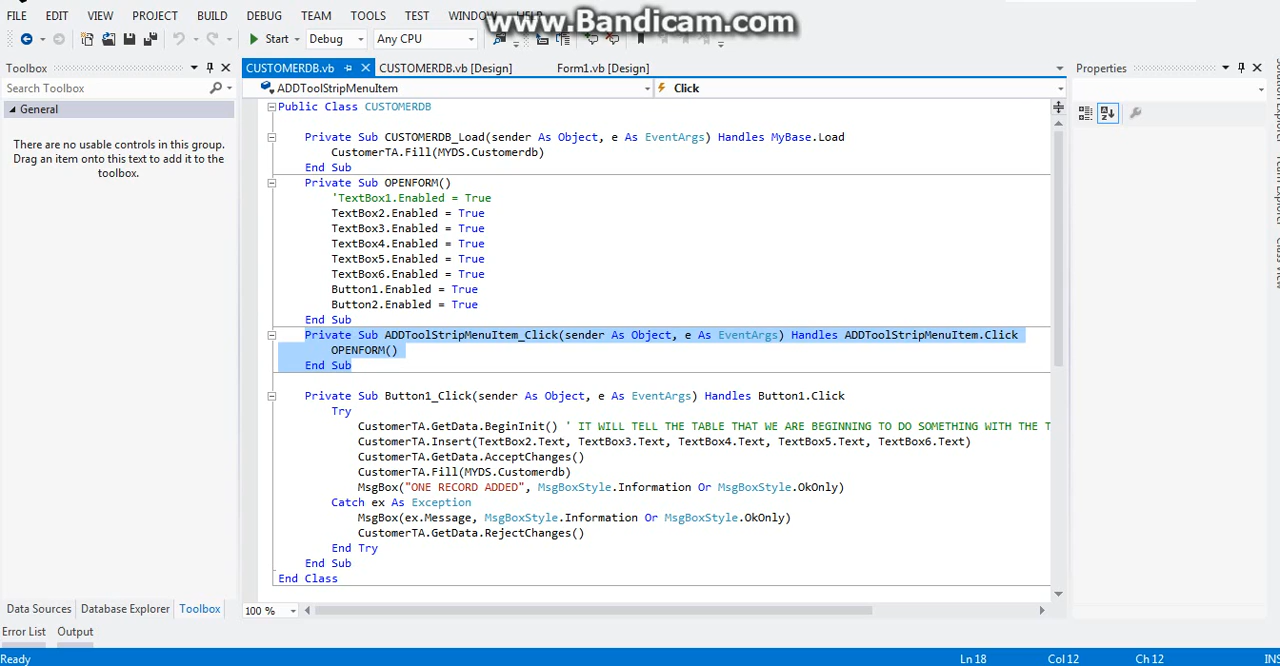 FILE EDIT VIEW PROJECT BUILD DEBUG TEAM TOOLS TEST WINDOW HELP
www.Bandicam.com
Start Debug Any CPU
Toolbox
CUSTOMERDB.vb CUSTOMERDB.vb [Design] Form1.vb [Design]
Properties
Search Toolbox
ADDToolStripMenuItem Click
General
There are no usable controls in this group.
Drag an item onto this text to add it to the
toolbox.
Public Class CUSTOMERDB
Private Sub CUSTOMERDB_Load(sender As Object, e As EventArgs) Handles MyBase.Load
CustomerTA.Fill(MYDS.Customerdb)
End Sub
Private Sub OPENFORM()
'TextBox1.Enabled = True
TextBox2.Enabled = True
TextBox3.Enabled = True
TextBox4.Enabled = True
TextBox5.Enabled = True
TextBox6.Enabled = True
Button1.Enabled = True
Button2.Enabled = True
End Sub
Private Sub ADDToolStripMenuItem_Click(sender As Object, e As EventArgs) Handles ADDToolStripMenuItem.Click
OPENFORM()
End Sub
Private Sub Button1_Click(sender As Object, e As EventArgs) Handles Button1.Click
Try
CustomerTA.GetData.BeginInit() ' IT WILL TELL THE TABLE THAT WE ARE BEGINNING TO DO SOMETHING WITH THE T
CustomerTA.Insert(TextBox2.Text, TextBox3.Text, TextBox4.Text, TextBox5.Text, TextBox6.Text)
CustomerTA.GetData.AcceptChanges()
CustomerTA.Fill(MYDS.Customerdb)
MsgBox("ONE RECORD ADDED", MsgBoxStyle.Information Or MsgBoxStyle.OkOnly)
Catch ex As Exception
MsgBox(ex.Message, MsgBoxStyle.Information Or MsgBoxStyle.OkOnly)
CustomerTA.GetData.RejectChanges()
End Try
End Sub
End Class
Data Sources Database Explorer Toolbox
100 %
Error List Output
Ready Ln 18 Col 12 Ch 12 INS